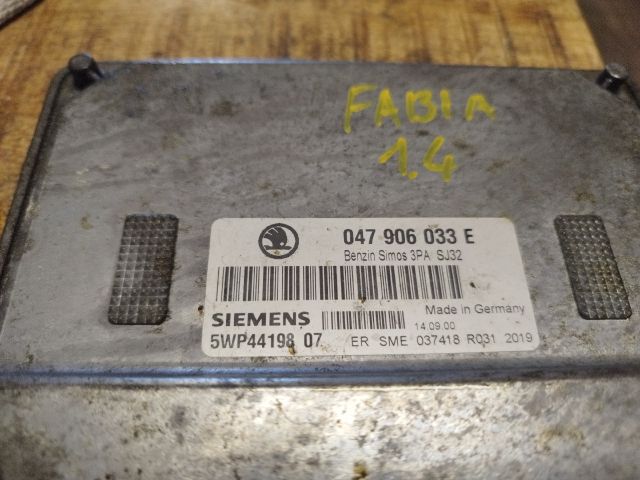 FABIA
1.4
047 906 033 E
Benzin Simos 3PA SJ32
Made in Germany
SIEMENS
14.09.00
5WP44198 07 ER SME 037418 R031 2019